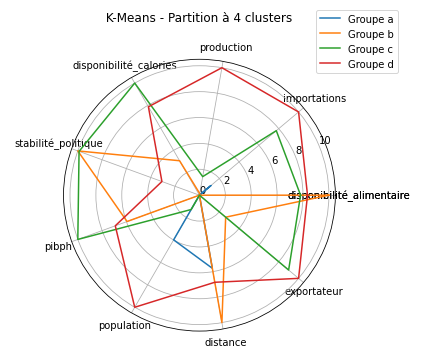 K-Means - Partition à 4 clusters
Groupe a
Groupe b
Groupe c
Groupe d
production
disponibilité_calories
importations
stabilité_politique
10
8
6
4
2
0
disponibilité_alimentaire
pibph
exportateur
population
distance